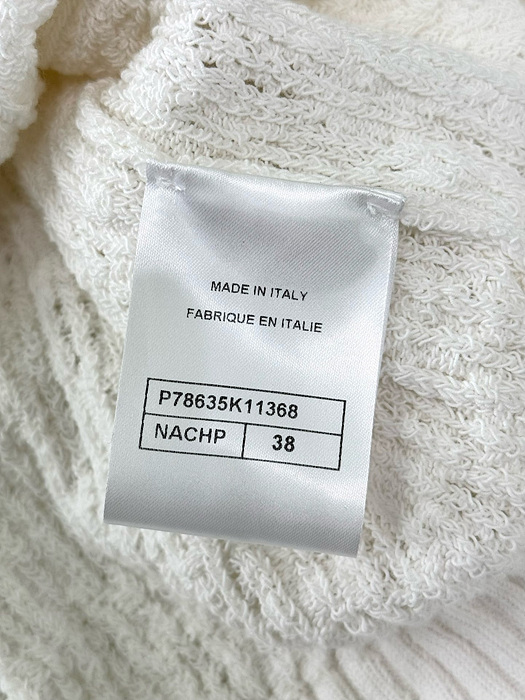 MADE IN ITALY
FABRIQUE EN ITALIE
P78635K11368
NACHP 38